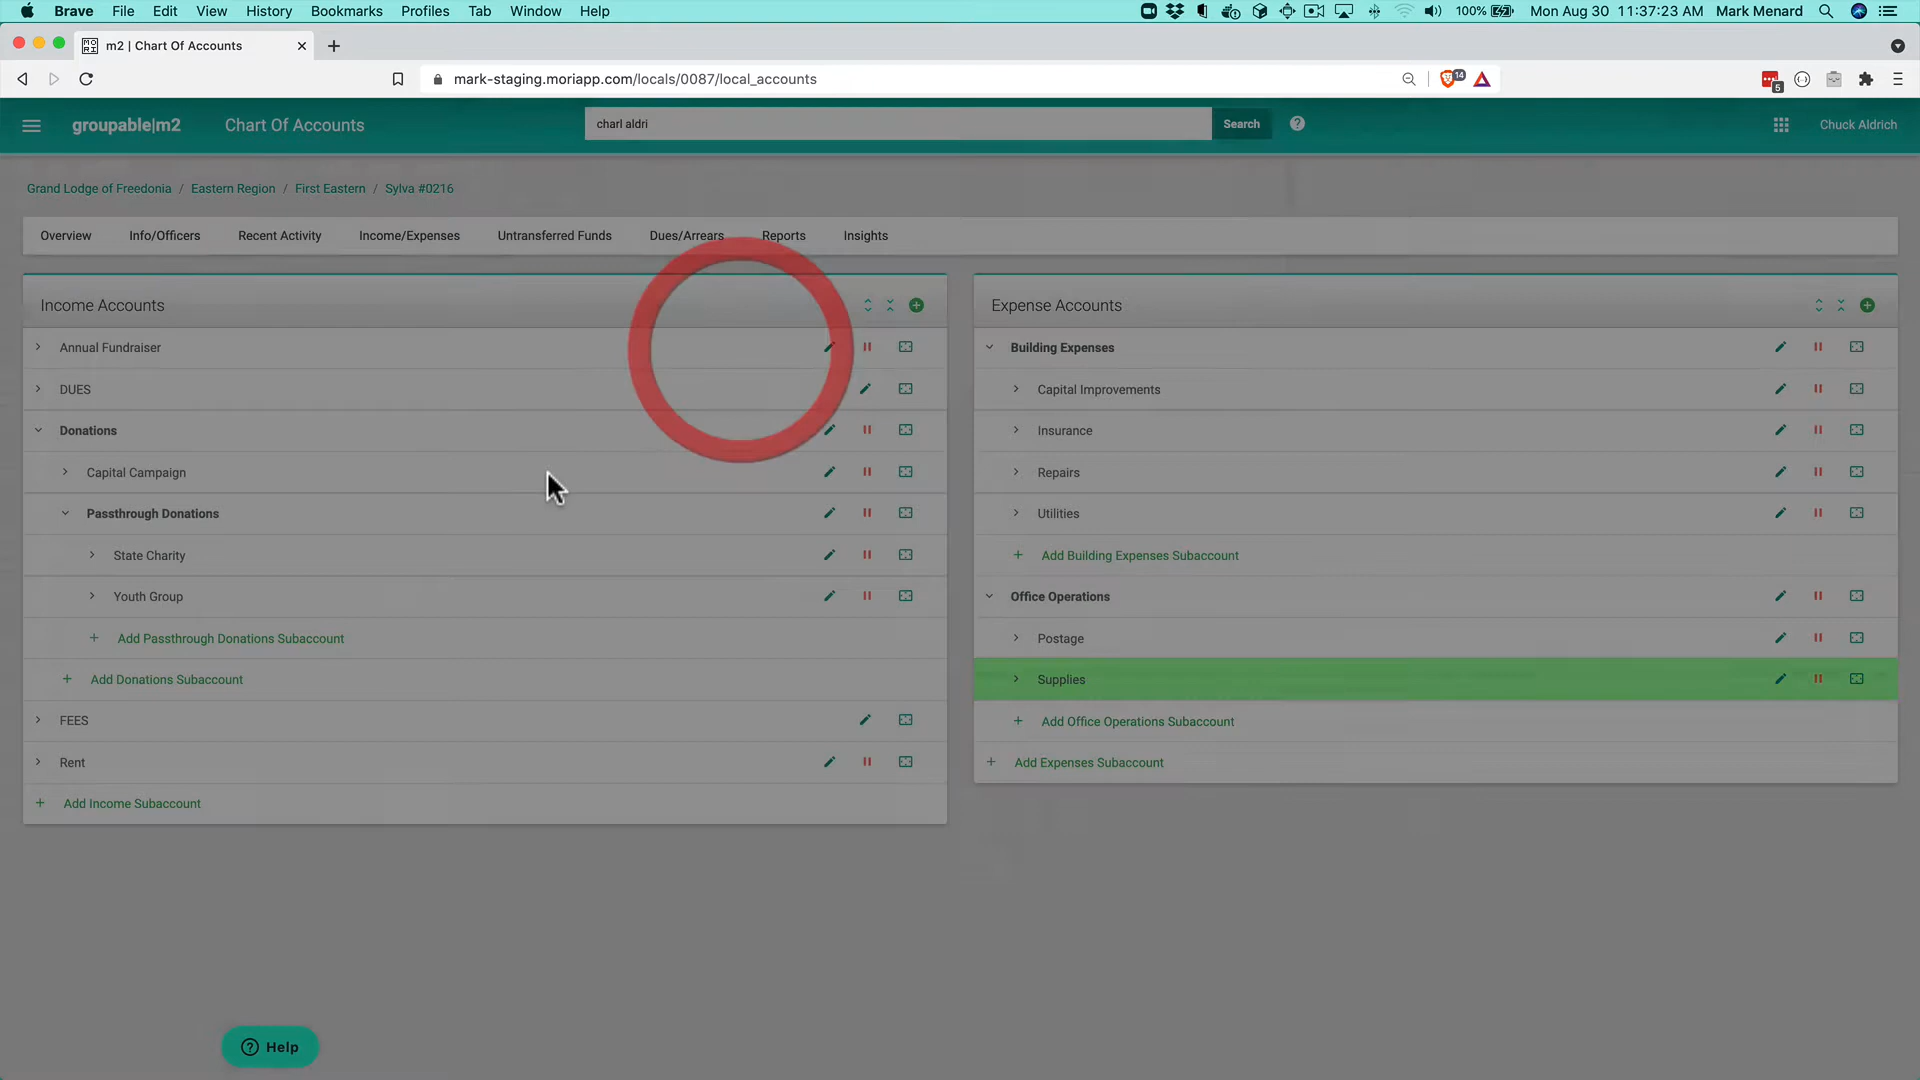 Brave File Edit View History Bookmarks Profiles Tab Window Help 100% Mon Aug 30 11:37:23 AM Mark Menard
m2 | Chart Of Accounts
mark-staging.moriapp.com/locals/0087/local_accounts 14 5
groupable|m2 Chart Of Accounts charl aldri Search Chuck Aldrich
Grand Lodge of Freedonia / Eastern Region / First Eastern / Sylva #0216
Overview Info/Officers Recent Activity Income/Expenses Untransferred Funds Dues/Arrears Reports Insights
Income Accounts
Annual Fundraiser
DUES
Donations
Capital Campaign
Passthrough Donations
State Charity
Youth Group
Add Passthrough Donations Subaccount
Add Donations Subaccount
FEES
Rent
Add Income Subaccount
Expense Accounts
Building Expenses
Capital Improvements
Insurance
Repairs
Utilities
Add Building Expenses Subaccount
Office Operations
Postage
Supplies
Add Office Operations Subaccount
Add Expenses Subaccount
Help